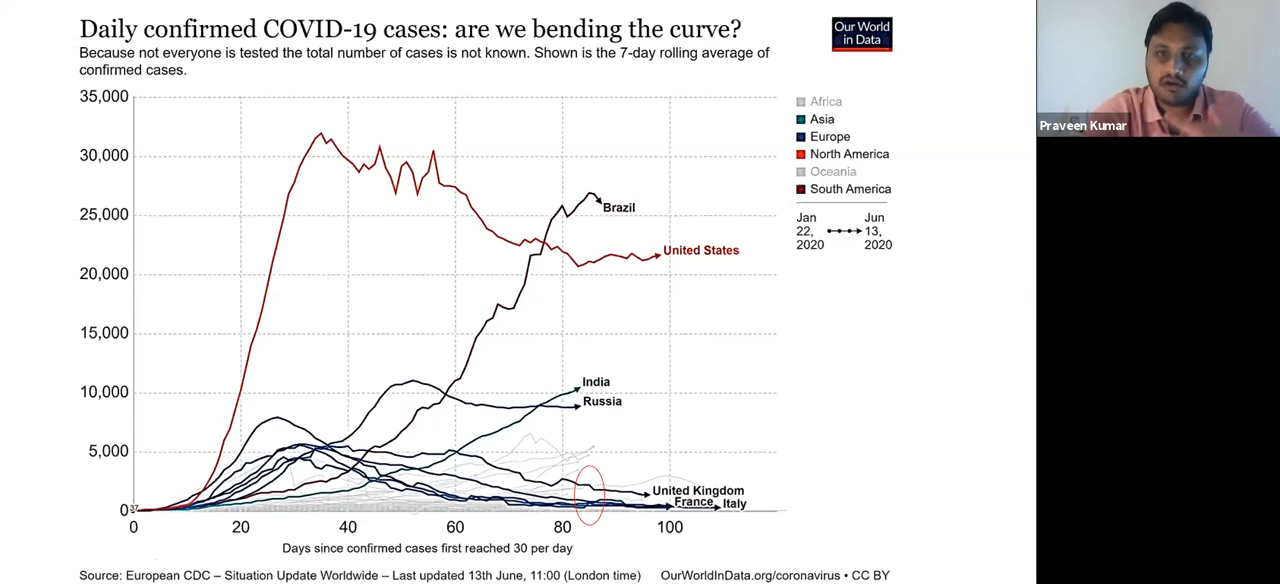 Daily confirmed COVID-19 cases: are we bending the curve?
Because not everyone is tested the total number of cases is not known. Shown is the 7-day rolling average of
confirmed cases.
Our World
in Data
Praveen Kumar
35,000
30,000
25,000
20,000
15,000
10,000
5,000
0
Africa
Asia
Europe
North America
Oceania
South America
Jan
22,
2020
Jun
13,
2020
Brazil
United States
India
Russia
United Kingdom
France
Italy
0
20
40
60
80
100
Days since confirmed cases first reached 30 per day
Source: European CDC – Situation Update Worldwide – Last updated 13th June, 11:00 (London time)
OurWorldInData.org/coronavirus • CC BY